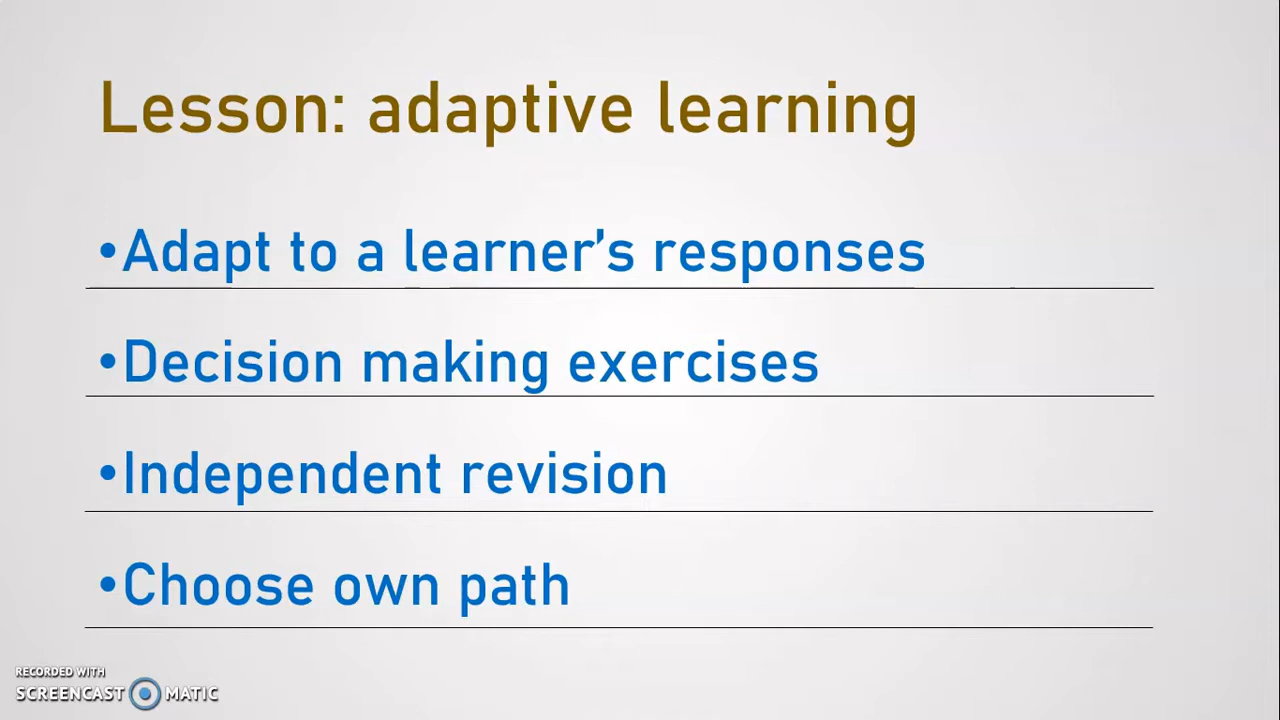 Lesson: adaptive learning
•Adapt to a learner’s responses
•Decision making exercises
•Independent revision
•Choose own path
RECORDED WITH
SCREENCAST MATIC